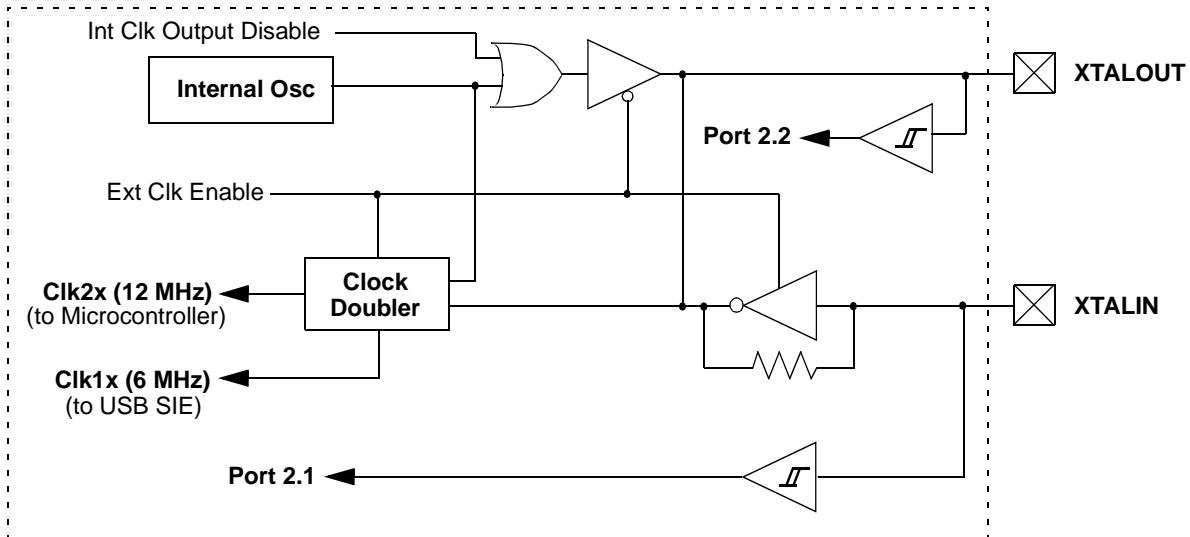 Int Clk Output Disable
Internal Osc
XTALOUT
Port 2.2
Ext Clk Enable
Clk2x (12 MHz)
(to Microcontroller)
Clock
Doubler
XTALIN
Clk1x (6 MHz)
(to USB SIE)
Port 2.1